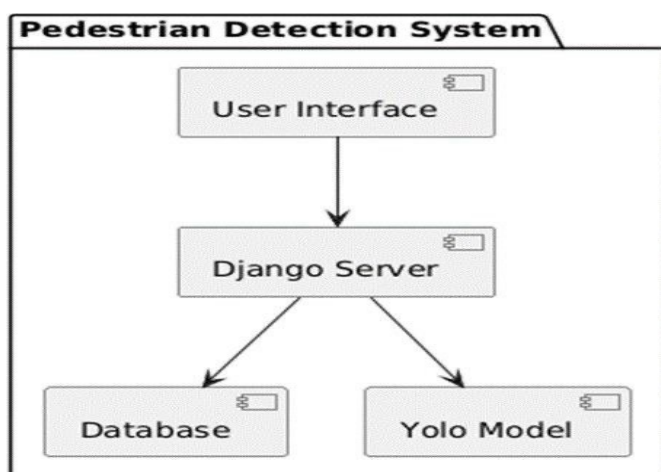 Pedestrian Detection System
User Interface
Django Server
Database
Yolo Model